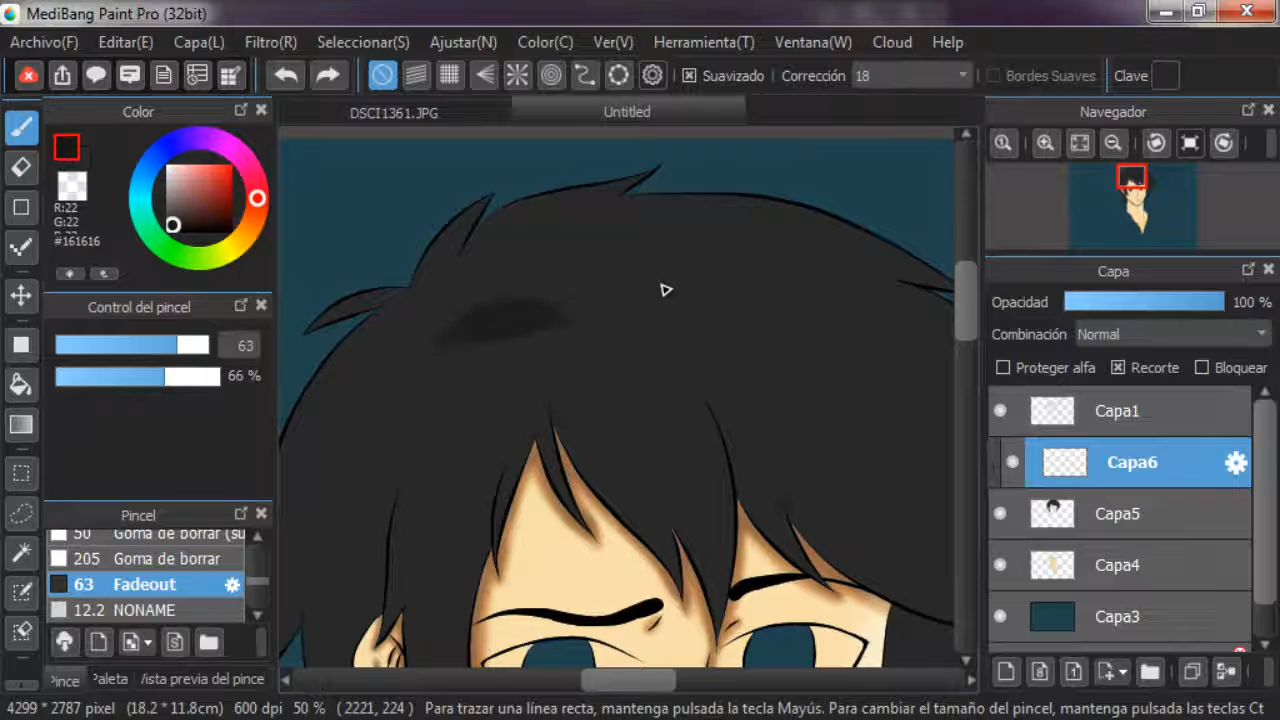 MediBang Paint Pro (32bit)
Archivo(F) Editar(E) Capa(L) Filtro(R) Seleccionar(S) Ajustar(N) Color(C) Ver(V) Herramienta(T) Ventana(W) Cloud Help
Suavizado Corrección 18 Bordes Suaves Clave
Color
DSCI1361.JPG
Untitled
Navegador
R:22
G:22
#161616
Control del pincel
63
66 %
Capa
Opacidad 100 %
Combinación Normal
Proteger alfa Recorte Bloquear
Capa1
Capa6
Capa5
Capa4
Capa3
Pincel
50 Goma de borrar (su
205 Goma de borrar
63 Fadeout
12.2 NONAME
Pince Paleta Vista previa del pince
4299 * 2787 pixel (18.2 * 11.8cm) 600 dpi 50 % ( 2221, 224 ) Para trazar una línea recta, mantenga pulsada la tecla Mayús. Para cambiar el tamaño del pincel, mantenga pulsada las teclas Ct